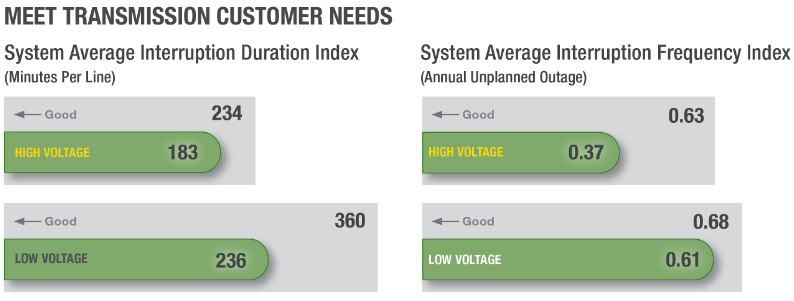 MEET TRANSMISSION CUSTOMER NEEDS
System Average Interruption Duration Index
(Minutes Per Line)
Good
234
HIGH VOLTAGE
183
Good
360
LOW VOLTAGE
236
System Average Interruption Frequency Index
(Annual Unplanned Outage)
Good
0.63
HIGH VOLTAGE
0.37
Good
0.68
LOW VOLTAGE
0.61